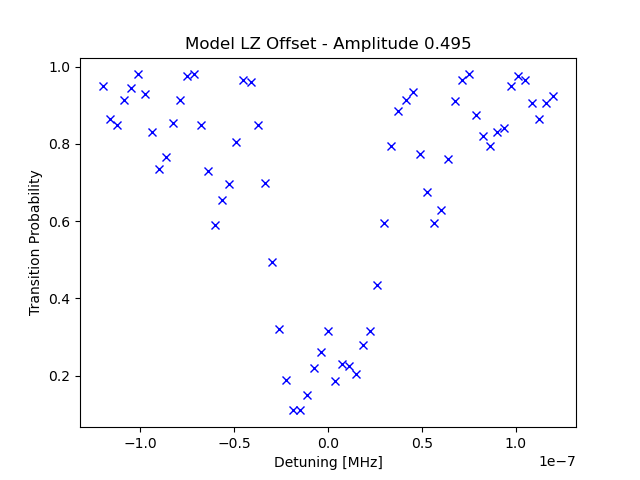 Model LZ Offset - Amplitude 0.495
1.0
0.8
0.6
0.4
0.2
Transition Probability
−1.0 −0.5 0.0 0.5 1.0
1e−7
Detuning [MHz]